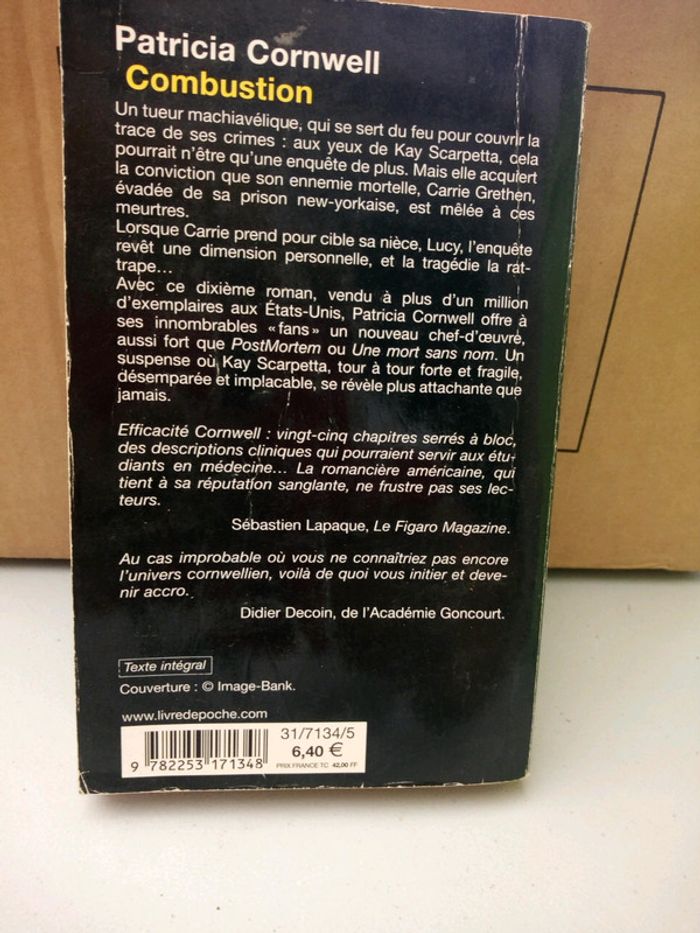 Patricia Cornwell
Combustion
Un tueur machiavélique, qui se sert du feu pour couvrir la
trace de ses crimes : aux yeux de Kay Scarpetta, cela
pourrait n'être qu'une enquête de plus. Mais elle acquiert
la conviction que son ennemie mortelle, Carrie Grethen,
évadée de sa prison new-yorkaise, est mêlée à ces
meurtres.
Lorsque Carrie prend pour cible sa nièce, Lucy, l'enquête
revêt une dimension personnelle, et la tragédie la rat-
trape...
Avec ce dixième roman, vendu à plus d'un million
d'exemplaires aux États-Unis, Patricia Cornwell offre à
ses innombrables « fans » un nouveau chef-d'œuvre,
aussi fort que PostMortem ou Une mort sans nom. Un
suspense où Kay Scarpetta, tour à tour forte et fragile,
désemparée et implacable, se révèle plus attachante que
jamais.
Efficacité Cornwell : vingt-cinq chapitres serrés à bloc,
des descriptions cliniques qui pourraient servir aux étu-
diants en médecine... La romancière américaine, qui
tient à sa réputation sanglante, ne frustre pas ses lec-
teurs.
Sébastien Lapaque, Le Figaro Magazine.
Au cas improbable où vous ne connaîtriez pas encore
l'univers cornwellien, voilà de quoi vous initier et deve-
nir accro.
Didier Decoin, de l'Académie Goncourt.
Texte intégral
Couverture : © Image-Bank.
www.livredepoche.com
31/7134/5
6,40 €
PRIX FRANCE TC 42,00 FF
9 782253 171348